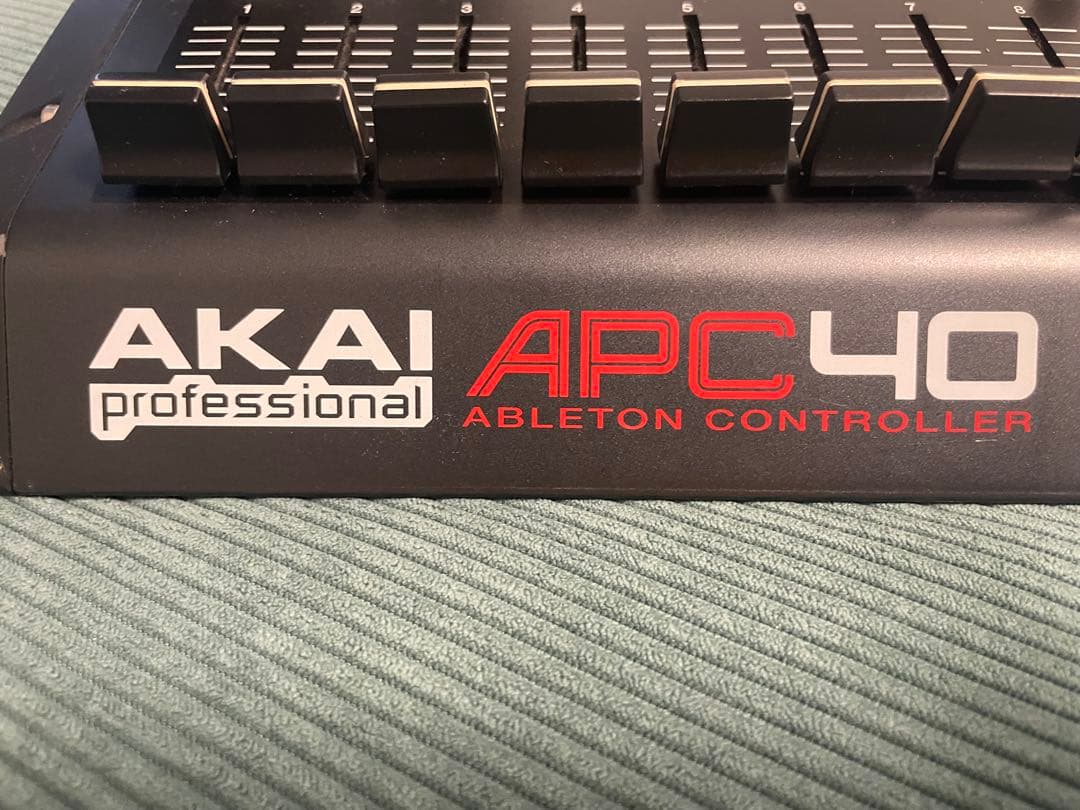 1 2 3 4 5 6 7 8
AKAI APC40
professional ABLETON CONTROLLER